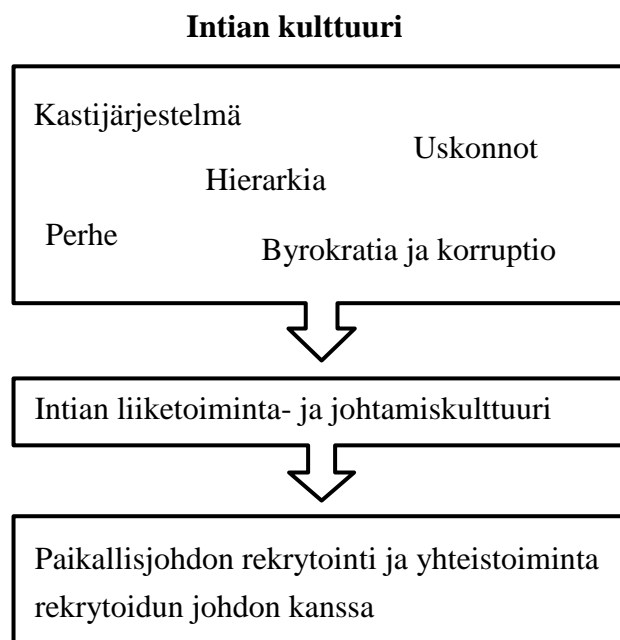 Intian kulttuuri
Kastijärjestelmä
Uskonnot
Hierarkia
Perhe
Byrokratia ja korruptio
Intian liiketoiminta- ja johtamiskulttuuri
Paikallisjohdon rekrytointi ja yhteistoiminta
rekrytoidun johdon kanssa